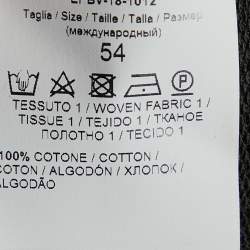 Taglia / Size / Taille / Talla / Размер
(международный)
54
TESSUTO 1 / WOVEN FABRIC 1 /
TISSUE 1 / TEJIDO 1 / ТКАНОЕ
ПОЛОТНО 1 / TECIDO 1
100% COTONE / COTTON /
COTON / ALGODÓN / ХЛОПОК /
ALGODÃO